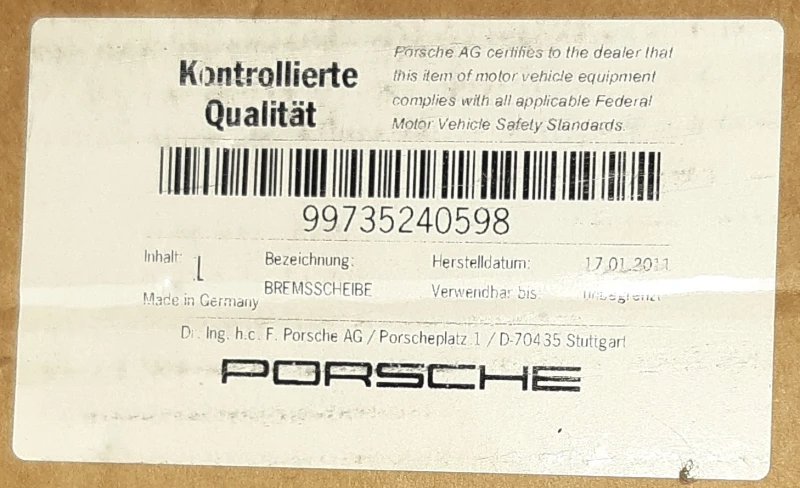 Kontrollierte
Qualität
Porsche AG certifies to the dealer that
this item of motor vehicle equipment
complies with all applicable Federal
Motor Vehicle Safety Standards.
99735240598
Inhalt: 1
Bezeichnung:
Herstelldatum: 17.01.2011
Made in Germany
BREMSSCHEIBE
Verwendbar bis: unbegrenzt
Dr. Ing. h.c. F. Porsche AG / Porscheplatz 1 / D-70435 Stuttgart
PORSCHE